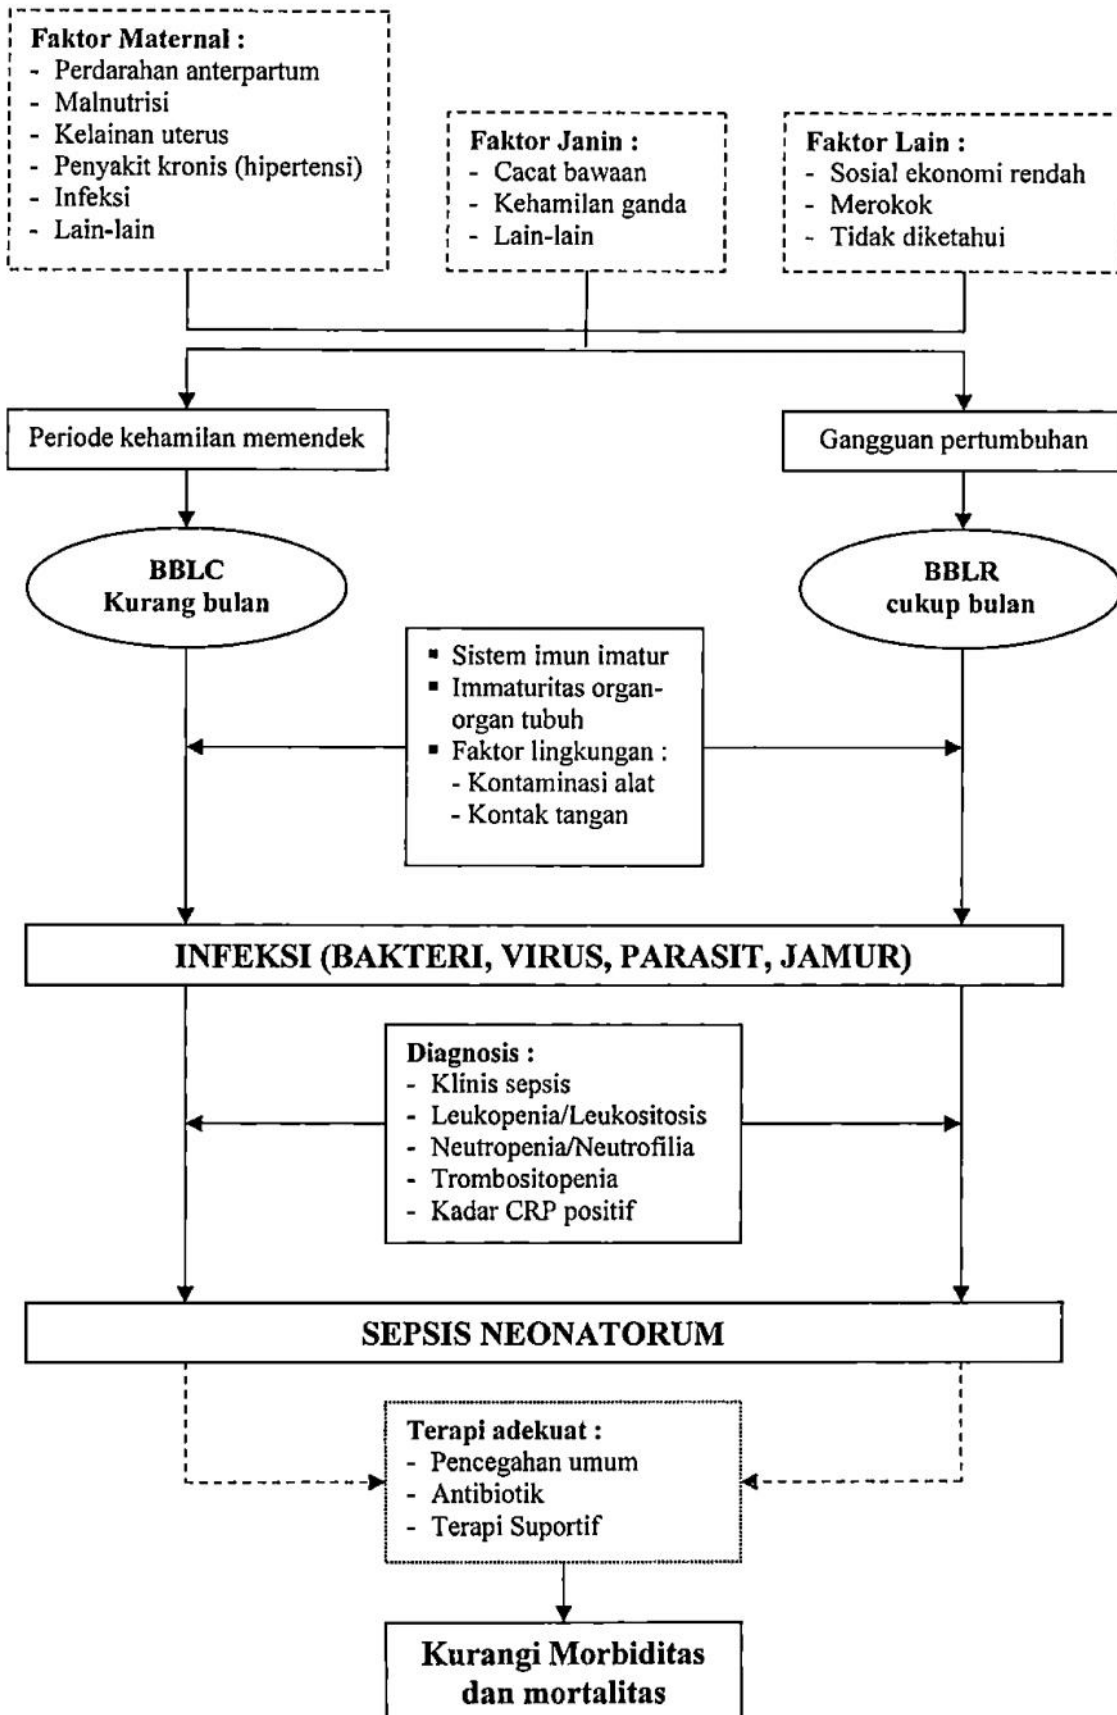 Faktor Maternal :
- Perdarahan anterpartum
- Malnutrisi
- Kelainan uterus
- Penyakit kronis (hipertensi)
- Infeksi
- Lain-lain
Faktor Janin :
- Cacat bawaan
- Kehamilan ganda
- Lain-lain
Faktor Lain :
- Sosial ekonomi rendah
- Merokok
- Tidak diketahui
Periode kehamilan memendek
Gangguan pertumbuhan
BBLC
Kurang bulan
BBLR
cukup bulan
▪ Sistem imun imatur
▪ Immaturitas organ-
organ tubuh
▪ Faktor lingkungan :
- Kontaminasi alat
- Kontak tangan
INFEKSI (BAKTERI, VIRUS, PARASIT, JAMUR)
Diagnosis :
- Klinis sepsis
- Leukopenia/Leukositosis
- Neutropenia/Neutrofilia
- Trombositopenia
- Kadar CRP positif
SEPSIS NEONATORUM
Terapi adekuat :
- Pencegahan umum
- Antibiotik
- Terapi Suportif
Kurangi Morbiditas
dan mortalitas